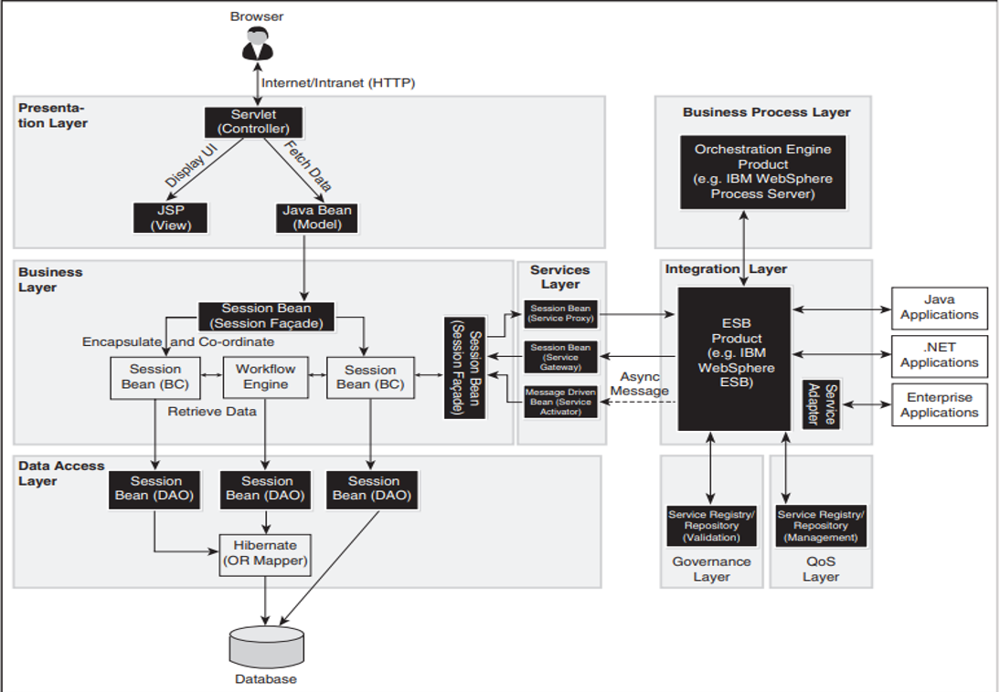 Browser
Internet/Intranet (HTTP)
Presenta-
tion Layer
Servlet
(Controller)
Display UI
Fetch Data
JSP
(View)
Java Bean
(Model)
Business Process Layer
Orchestration Engine
Product
(e.g. IBM WebSphere
Process Server)
Business
Layer
Session Bean
(Session Façade)
Encapsulate and Co-ordinate
Session
Bean (BC)
Workflow
Engine
Session
Bean (BC)
Retrieve Data
Session Bean
(Session Façade)
Services
Layer
Session Bean
(Service Proxy)
Session Bean
(Service
Gateway)
Message Driven
Bean (Service
Activator)
Async
Message
Integration Layer
ESB
Product
(e.g. IBM
WebSphere
ESB)
Service
Adapter
Java
Applications
.NET
Applications
Enterprise
Applications
Data Access
Layer
Session
Bean (DAO)
Session
Bean (DAO)
Session
Bean (DAO)
Hibernate
(OR Mapper)
Database
Service Registry/
Repository
(Validation)
Governance
Layer
Service Registry/
Repository
(Management)
QoS
Layer